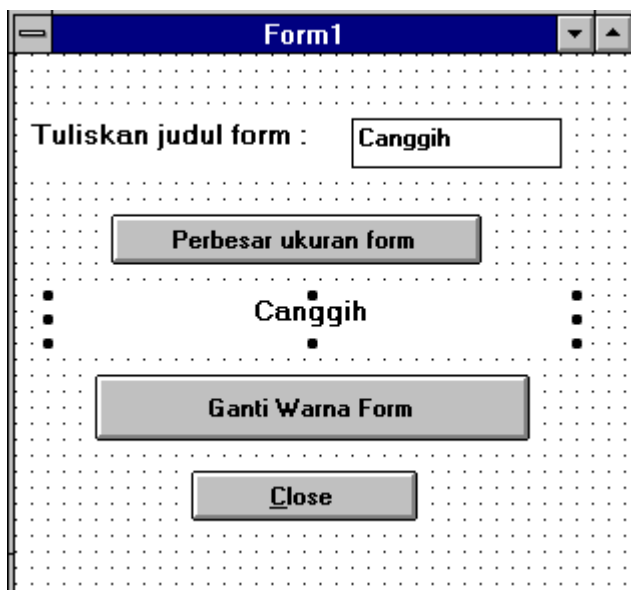 Form1
Tuliskan judul form : Canggih
Perbesar ukuran form
Canggih
Ganti Warna Form
Close